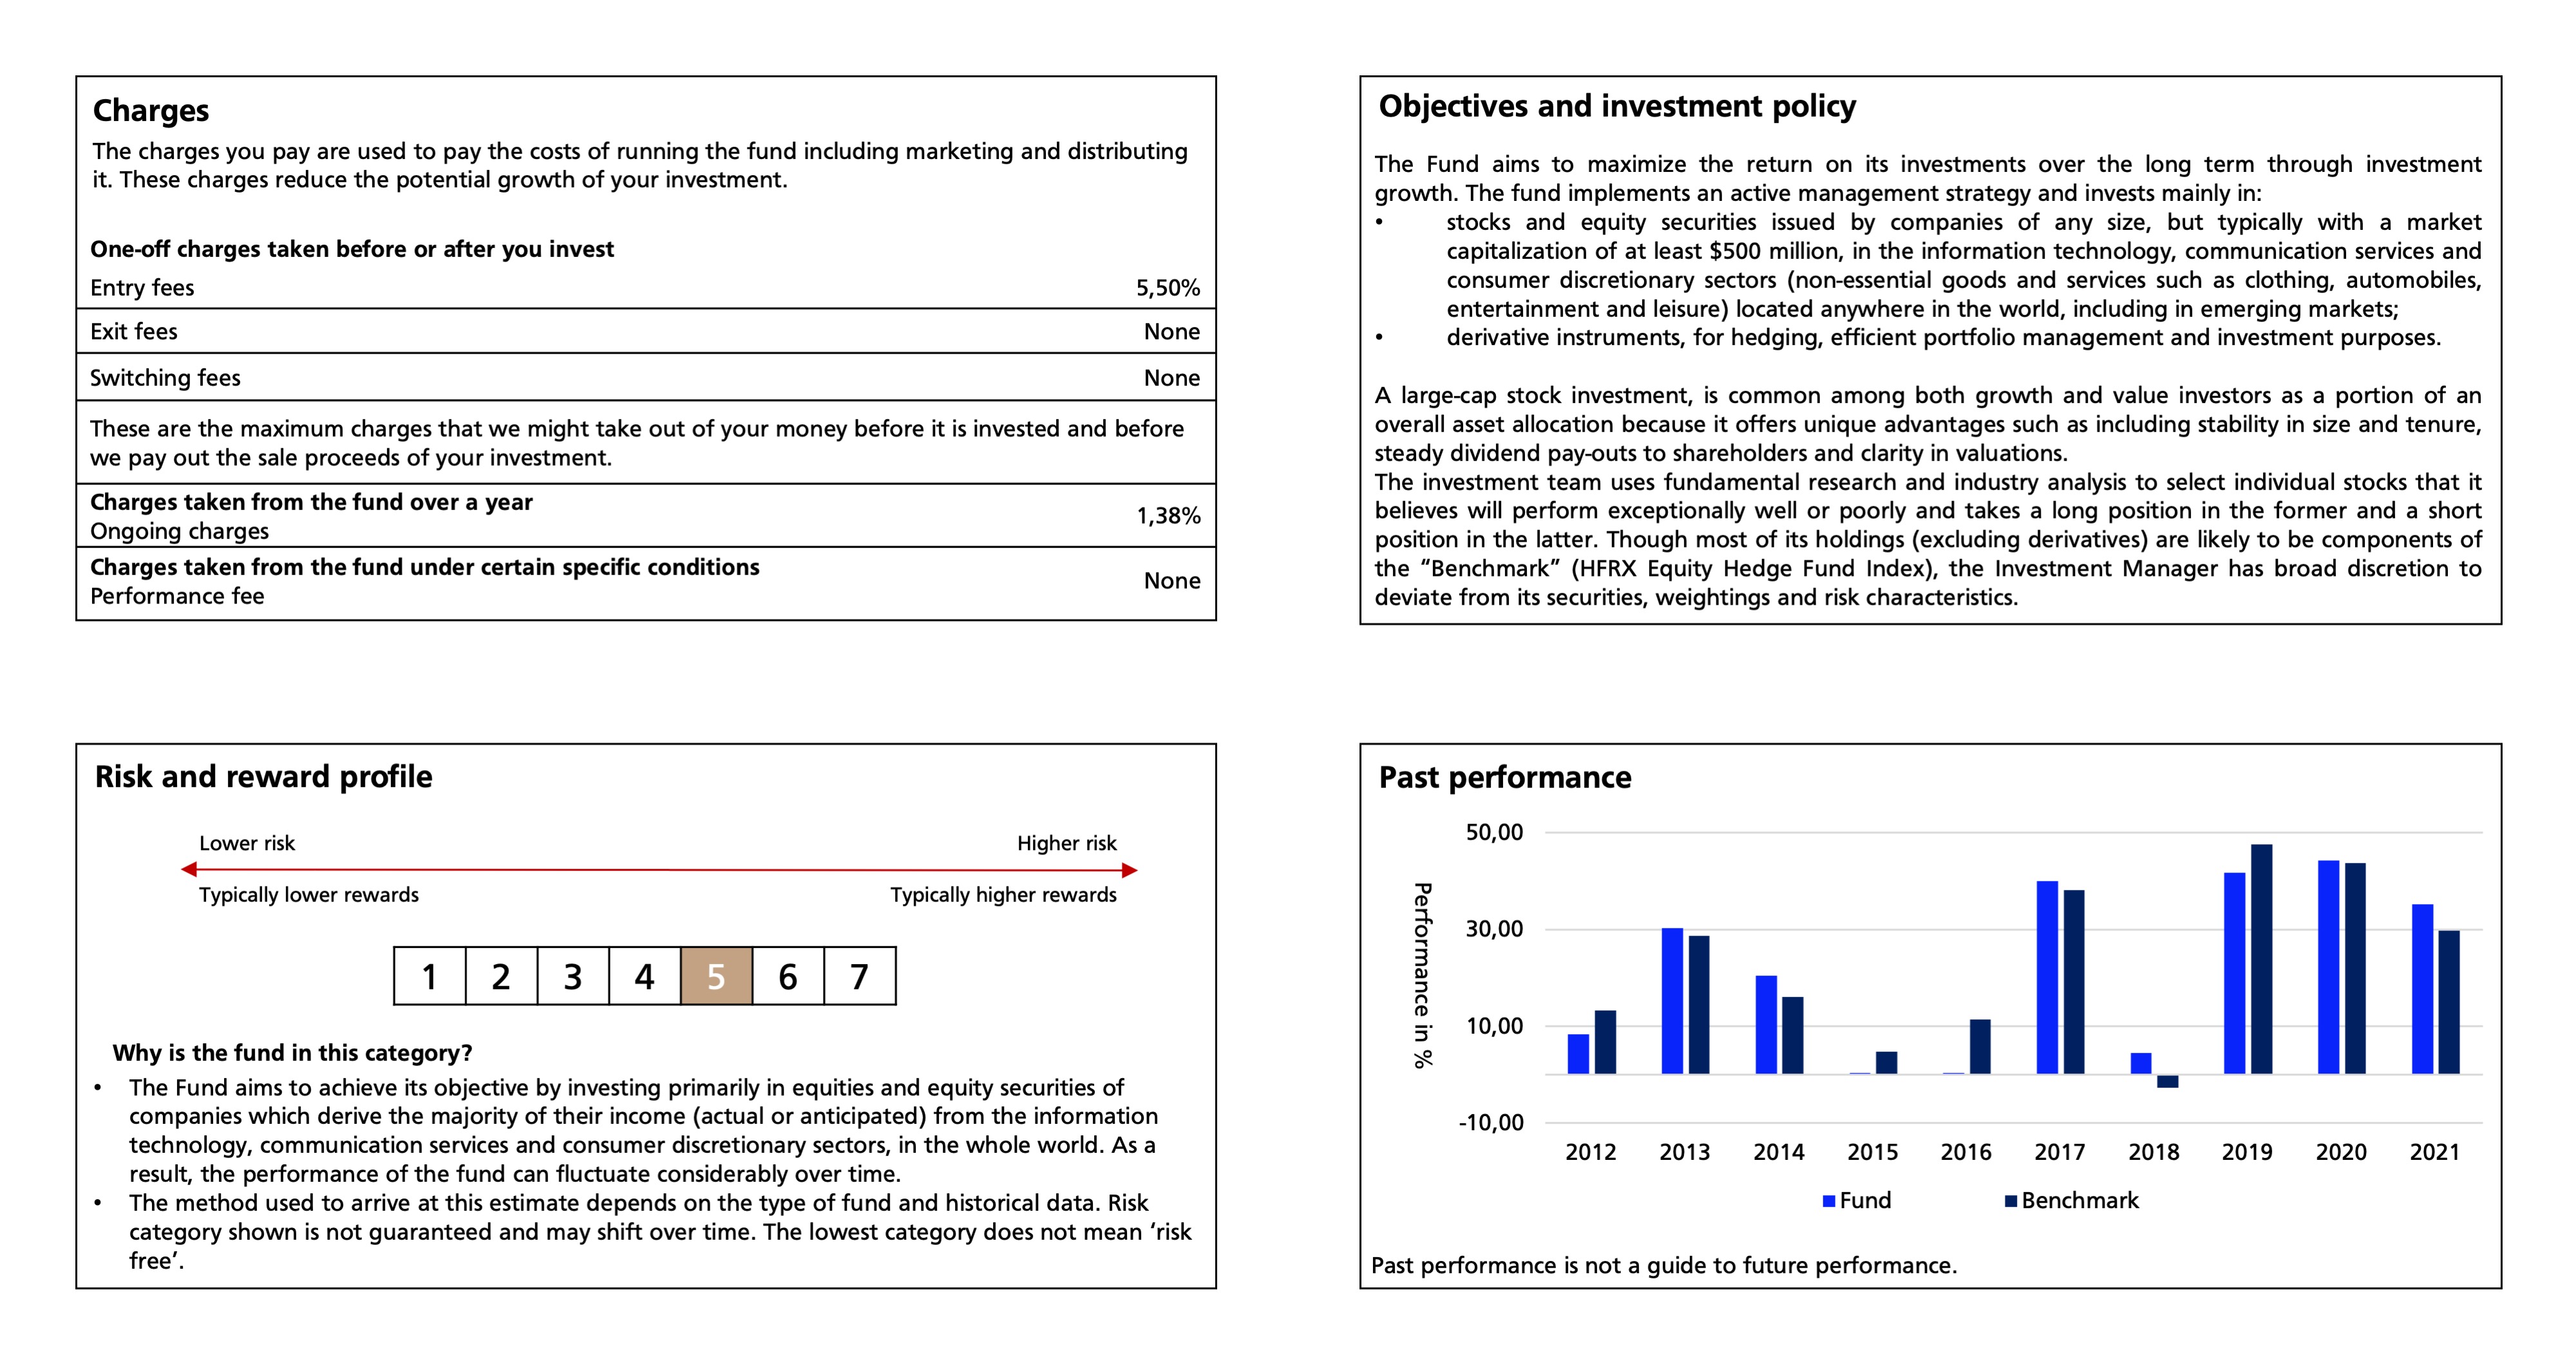 Charges
The charges you pay are used to pay the costs of running the fund including marketing and distributing
it. These charges reduce the potential growth of your investment.
One-off charges taken before or after you invest
Entry fees 5,50%
Exit fees None
Switching fees None
These are the maximum charges that we might take out of your money before it is invested and before
we pay out the sale proceeds of your investment.
Charges taken from the fund over a year
Ongoing charges 1,38%
Charges taken from the fund under certain specific conditions
Performance fee None
Objectives and investment policy
The Fund aims to maximize the return on its investments over the long term through investment
growth. The fund implements an active management strategy and invests mainly in:
• stocks and equity securities issued by companies of any size, but typically with a market
capitalization of at least $500 million, in the information technology, communication services and
consumer discretionary sectors (non-essential goods and services such as clothing, automobiles,
entertainment and leisure) located anywhere in the world, including in emerging markets;
• derivative instruments, for hedging, efficient portfolio management and investment purposes.
A large-cap stock investment, is common among both growth and value investors as a portion of an
overall asset allocation because it offers unique advantages such as including stability in size and tenure,
steady dividend pay-outs to shareholders and clarity in valuations.
The investment team uses fundamental research and industry analysis to select individual stocks that it
believes will perform exceptionally well or poorly and takes a long position in the former and a short
position in the latter. Though most of its holdings (excluding derivatives) are likely to be components of
the “Benchmark” (HFRX Equity Hedge Fund Index), the Investment Manager has broad discretion to
deviate from its securities, weightings and risk characteristics.
Risk and reward profile
Lower risk Higher risk
Typically lower rewards Typically higher rewards
1 2 3 4 5 6 7
Why is the fund in this category?
• The Fund aims to achieve its objective by investing primarily in equities and equity securities of
companies which derive the majority of their income (actual or anticipated) from the information
technology, communication services and consumer discretionary sectors, in the whole world. As a
result, the performance of the fund can fluctuate considerably over time.
• The method used to arrive at this estimate depends on the type of fund and historical data. Risk
category shown is not guaranteed and may shift over time. The lowest category does not mean ‘risk
free’.
Past performance
Performance in %
50,00
30,00
10,00
-10,00
2012 2013 2014 2015 2016 2017 2018 2019 2020 2021
Fund Benchmark
Past performance is not a guide to future performance.